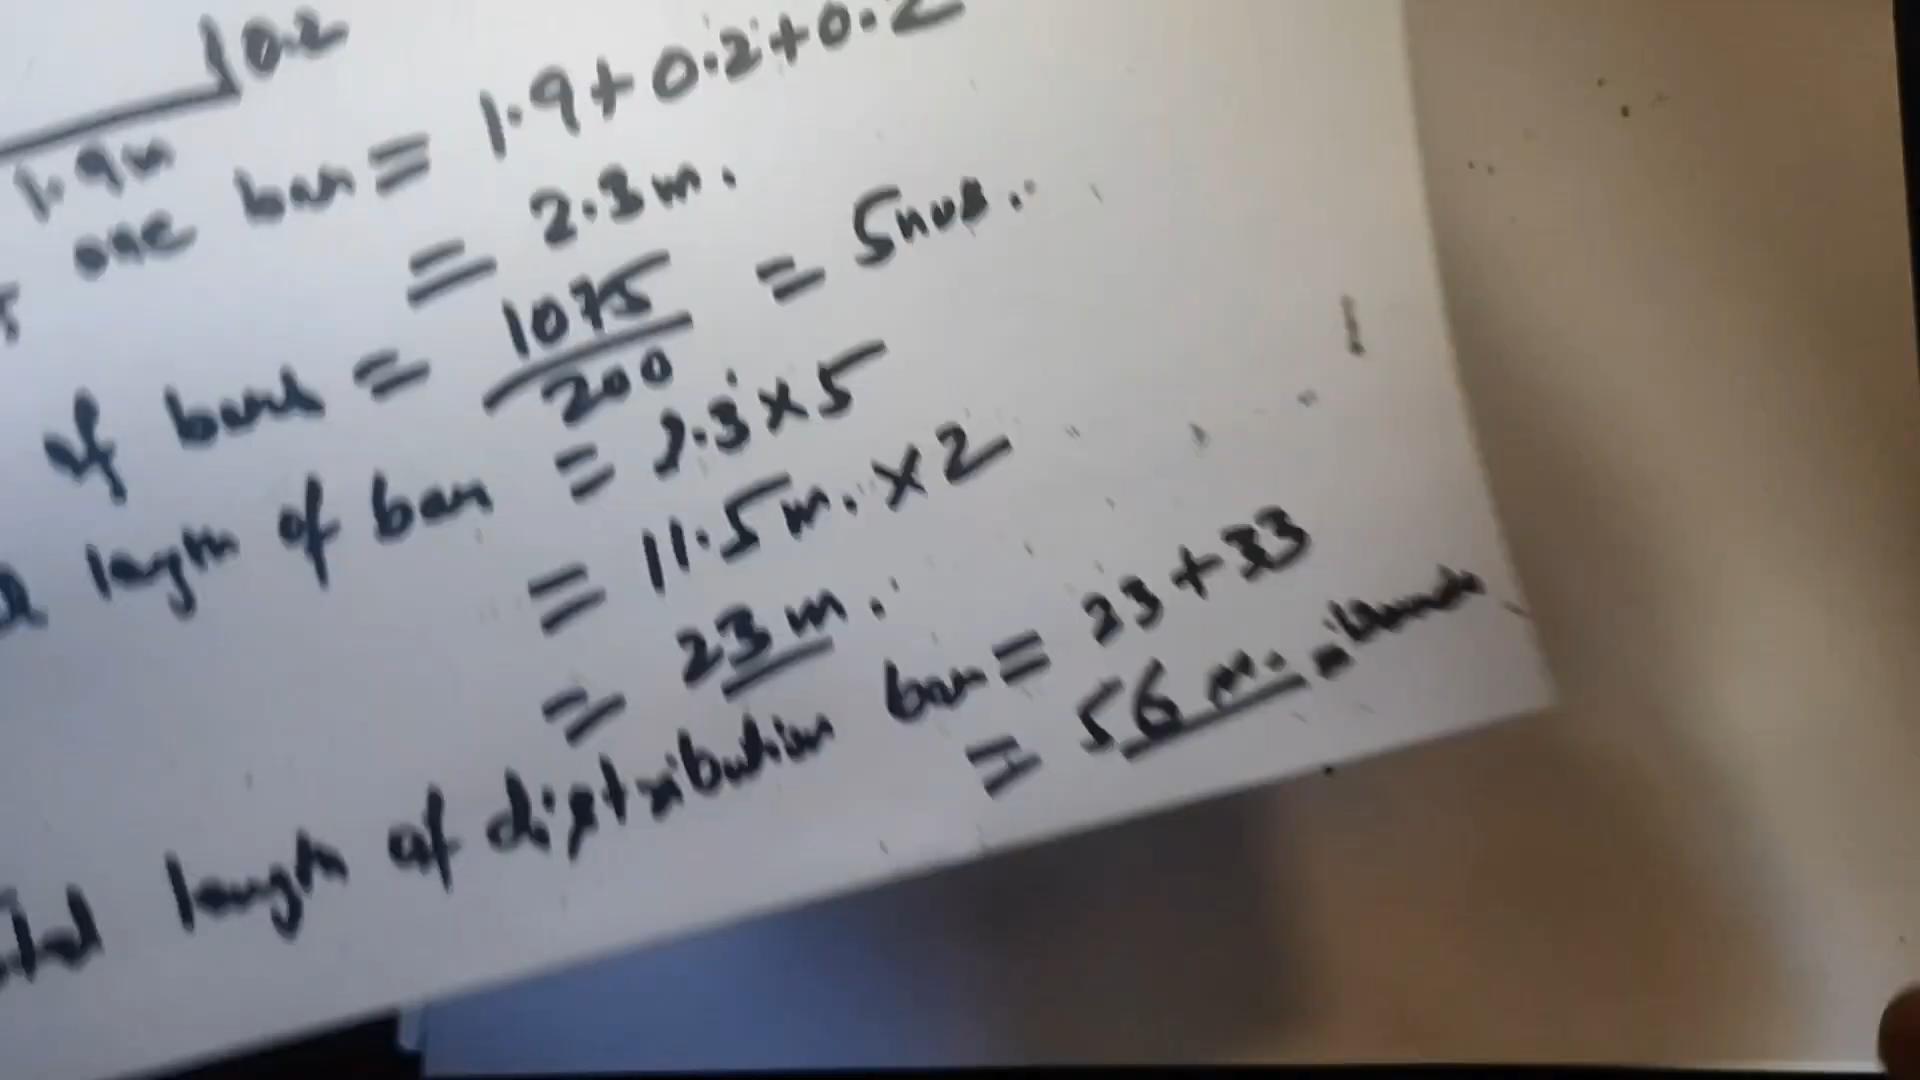 0.2
1.9m
one bar = 1.9+0.2+0.2
= 2.3m.
of bars = 1075/200 = 5nos.
length of bar = 2.3×5
= 11.5m.×2
= 23m.
length of distribution bar = 23+33
= 56 m.